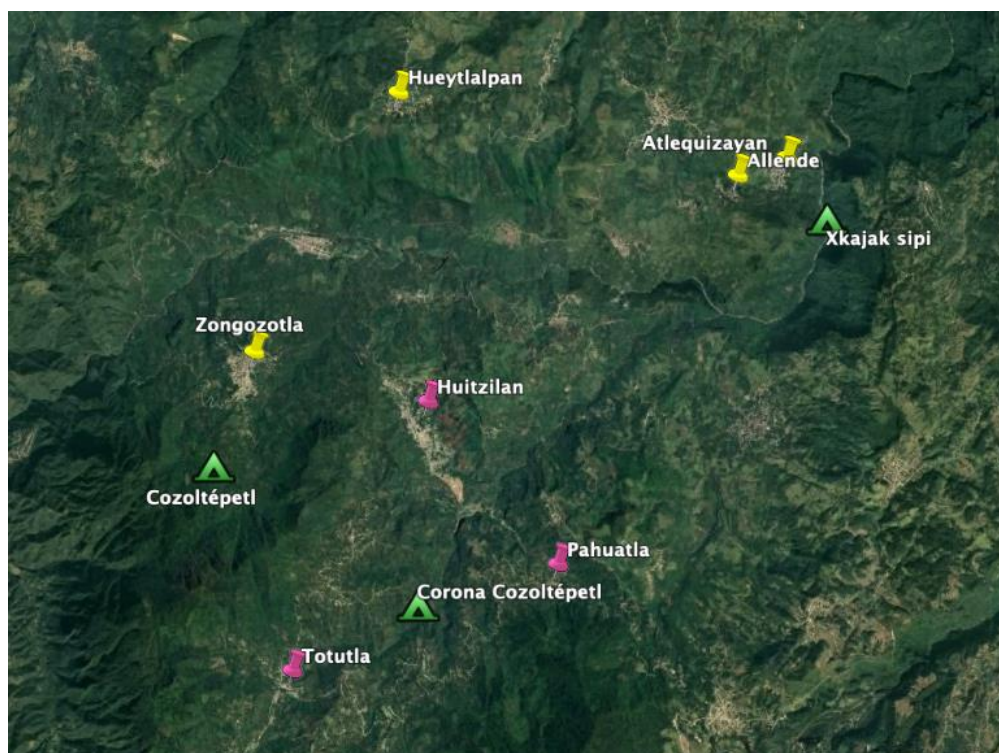 Hueytlalpan
Atlequizayan
Allende
Xkajak sipi
Zongozotla
Huitzilan
Cozoltépetl
Pahuatla
Corona Cozoltépetl
Totutla